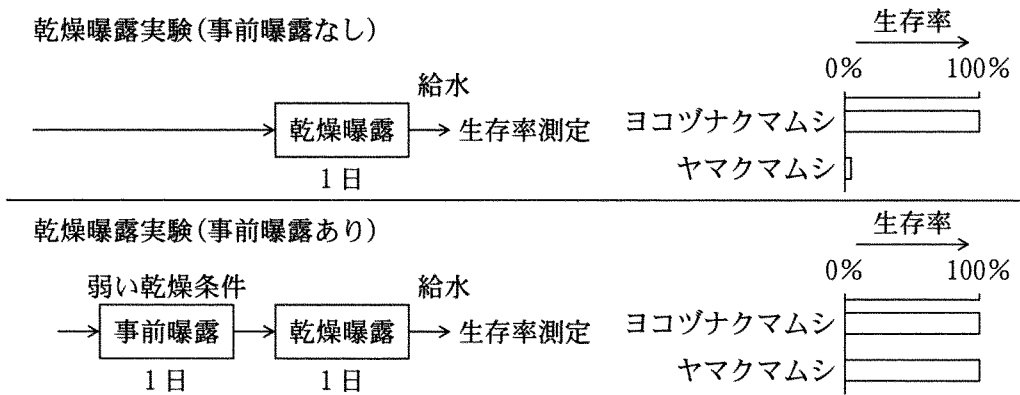 乾燥曝露実験(事前曝露なし)
生存率
0% 100%
給水
乾燥曝露 生存率測定
1日
ヨコヅナクマムシ
ヤマクマムシ
乾燥曝露実験(事前曝露あり)
生存率
0% 100%
弱い乾燥条件 給水
事前曝露 乾燥曝露 生存率測定
1日 1日
ヨコヅナクマムシ
ヤマクマムシ